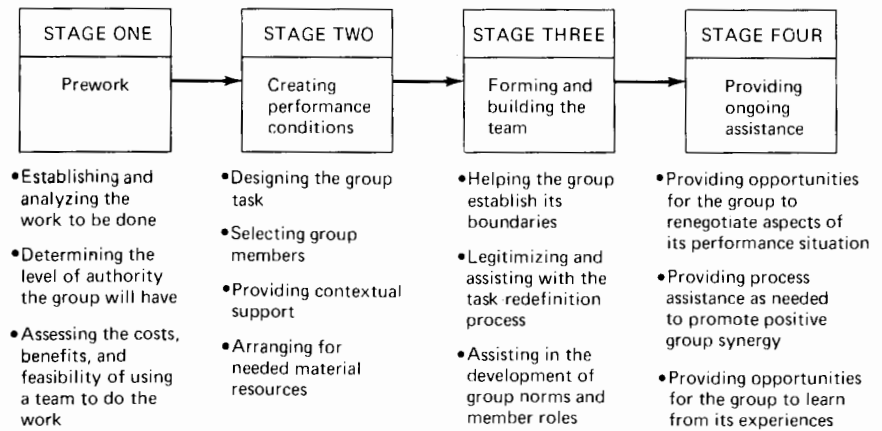 STAGE ONE
Prework
•Establishing and
analyzing the
work to be done
•Determining the
level of authority
the group will have
•Assessing the costs,
benefits, and
feasibility of using
a team to do the
work
STAGE TWO
Creating
performance
conditions
•Designing the group
task
•Selecting group
members
•Providing contextual
support
•Arranging for
needed material
resources
STAGE THREE
Forming and
building the
team
•Helping the group
establish its
boundaries
•Legitimizing and
assisting with the
task redefinition
process
•Assisting in the
development of
group norms and
member roles
STAGE FOUR
Providing
ongoing
assistance
•Providing opportunities
for the group to
renegotiate aspects of
its performance situation
•Providing process
assistance as needed
to promote positive
group synergy
•Providing opportunities
for the group to learn
from its experiences